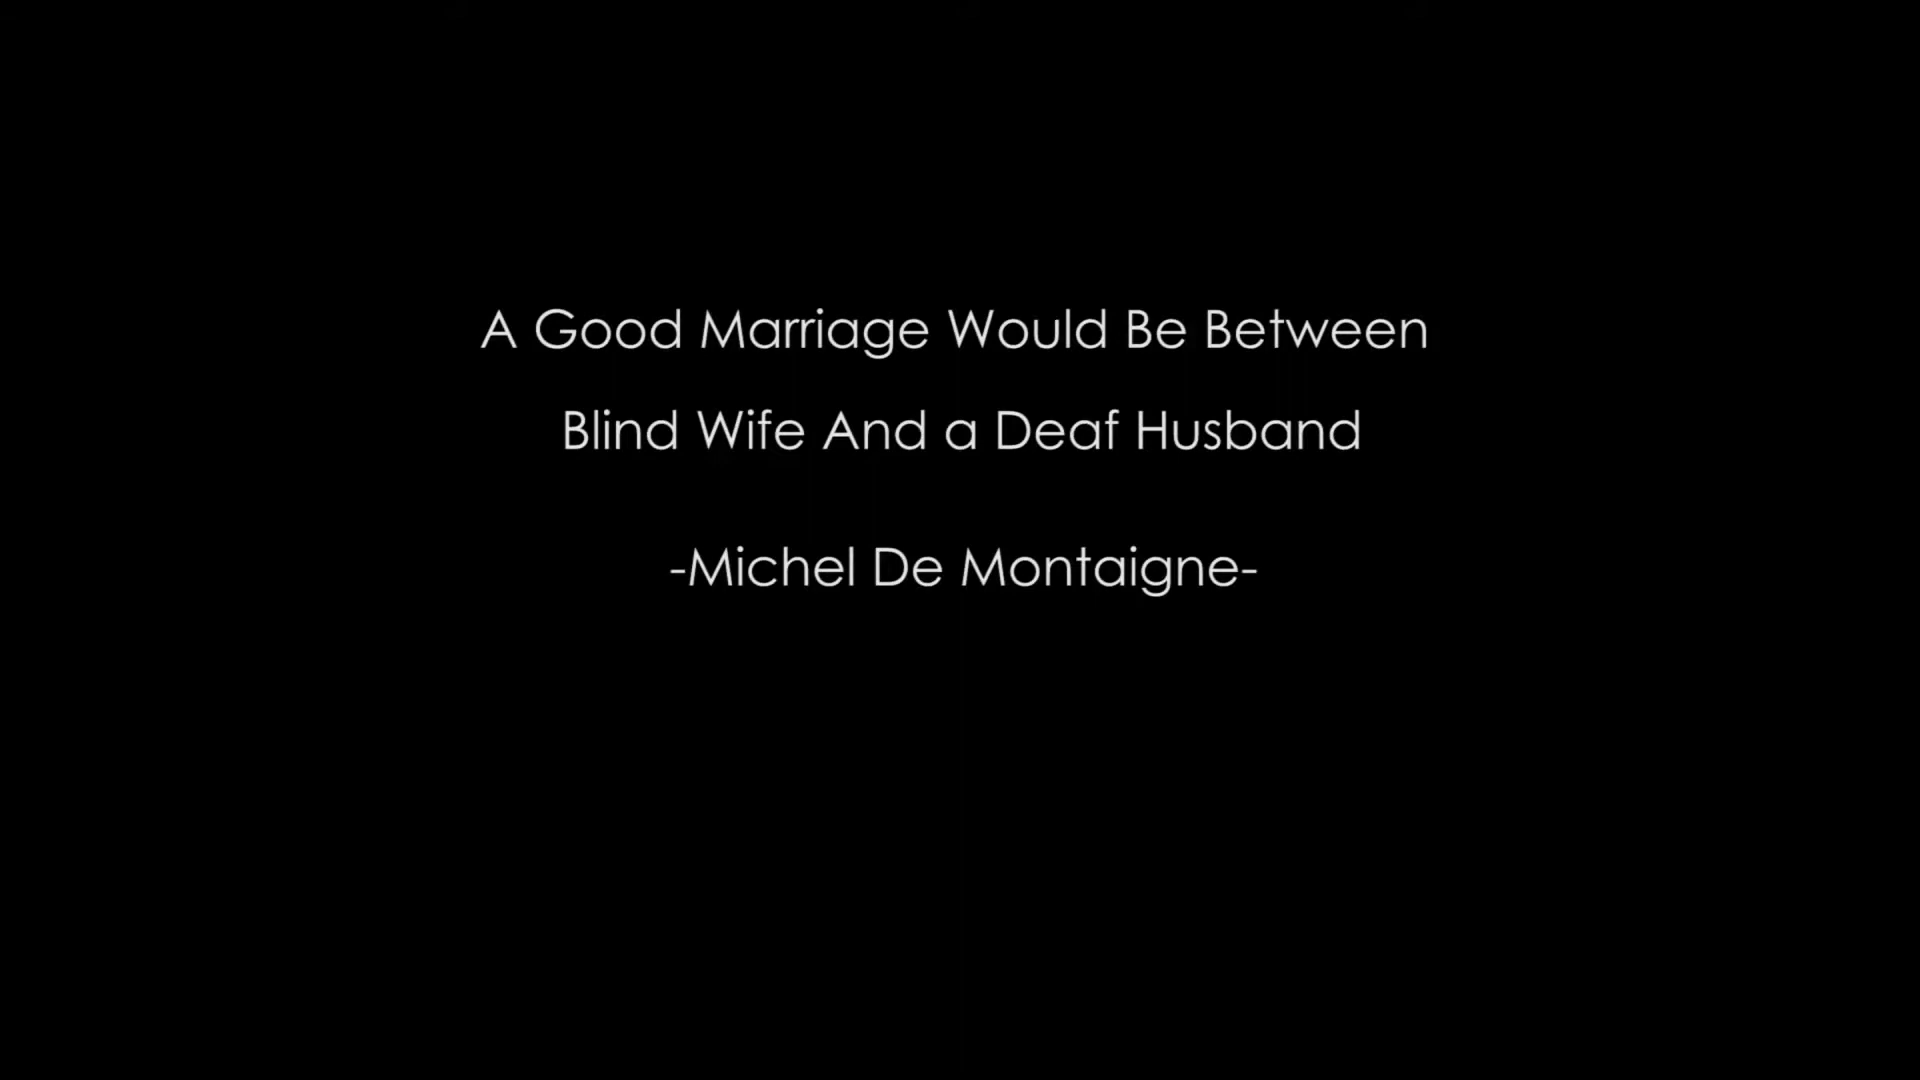 A Good Marriage Would Be Between
Blind Wife And a Deaf Husband
-Michel De Montaigne-